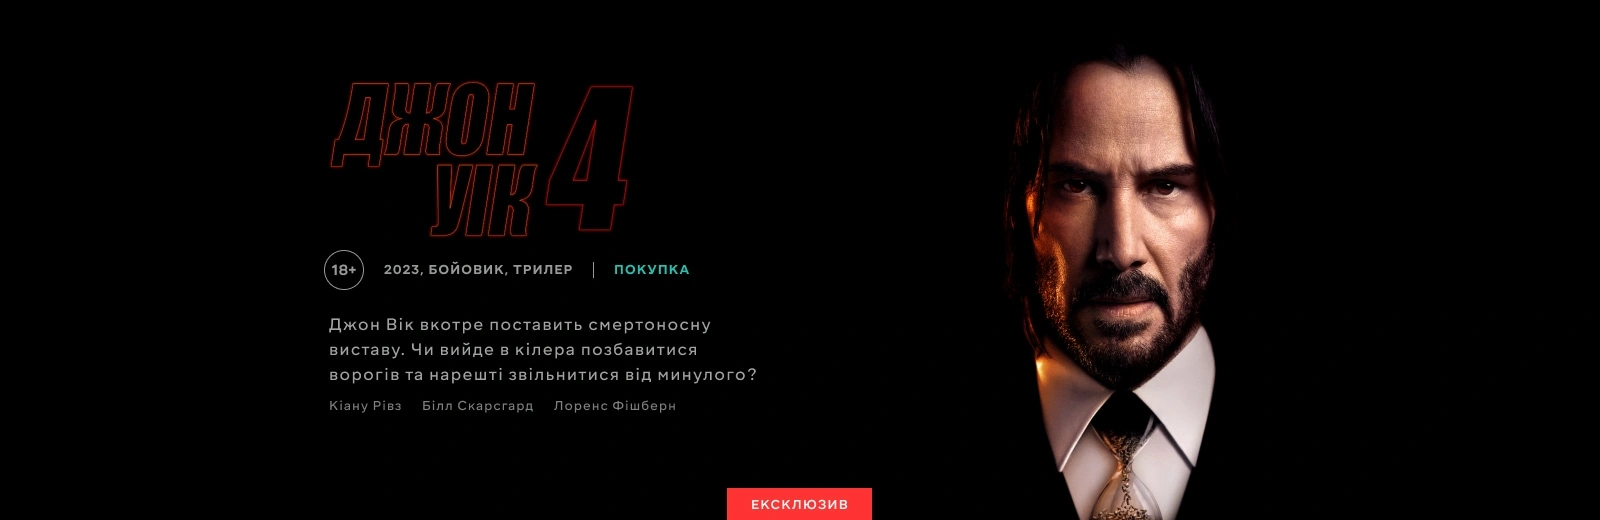 ДЖОН
УІК 4
18+ 2023, БОЙОВИК, ТРИЛЕР | ПОКУПКА
Джон Вік вкотре поставить смертоносну
виставу. Чи вийде в кілера позбавитися
ворогів та нарешті звільнитися від минулого?
Кіану Рівз Білл Скарсгард Лоренс Фішберн
ЕКСКЛЮЗИВ